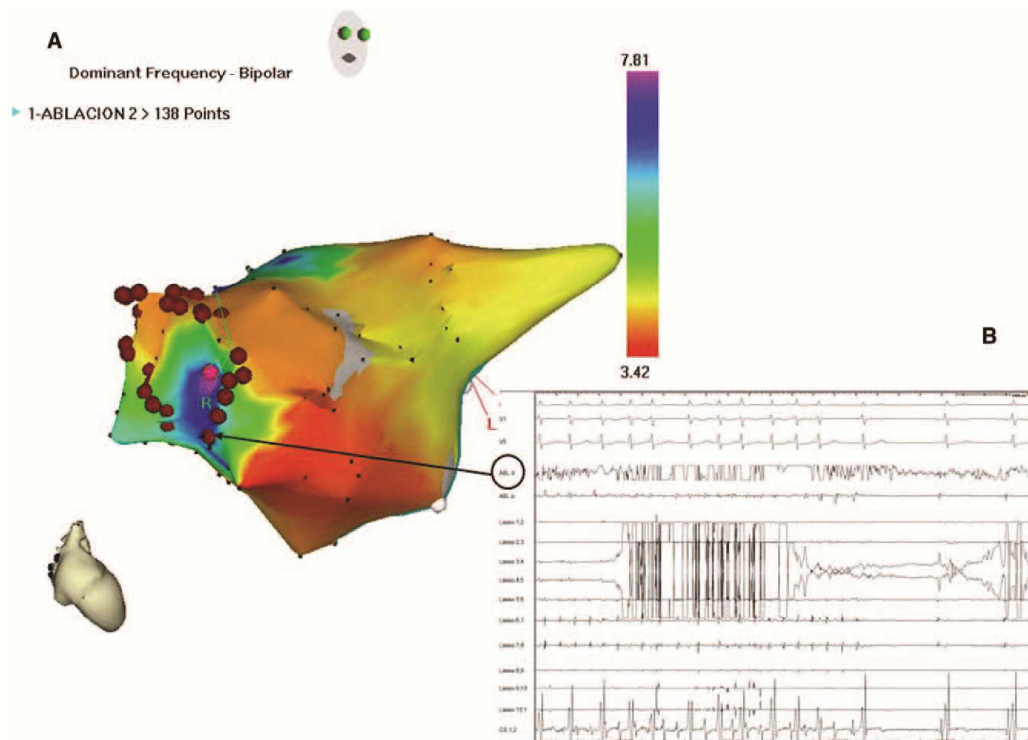 A
Dominant Frequency - Bipolar
1-ABLACION 2 > 138 Points
7.81
3.42
R
L
B
V1
V5
ABL d
ABL p
Lasso 1,2
Lasso 2,3
Lasso 3,4
Lasso 4,5
Lasso 5,6
Lasso 6,7
Lasso 7,8
Lasso 8,9
Lasso 9,10
Lasso 10,1
CS 1,2